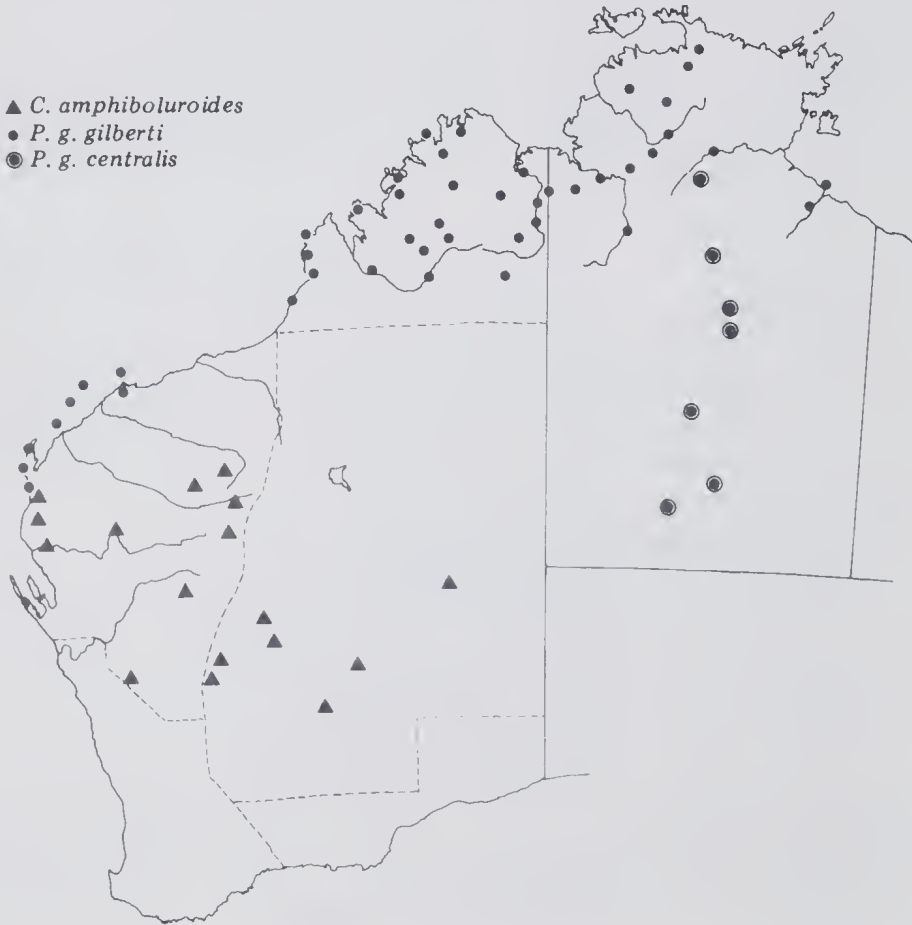 ▲ C. amphiboluroides
● P. g. gilberti
◉ P. g. centralis